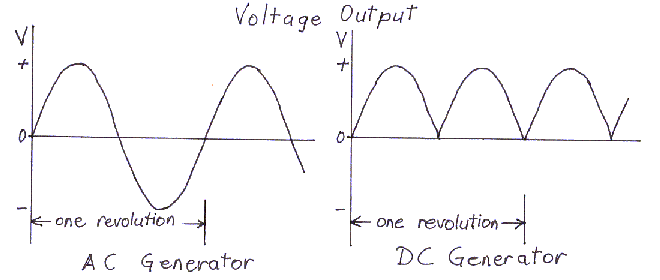 Voltage Output
V
+
0
-
one revolution
AC Generator
V
+
0
-
one revolution
DC Generator